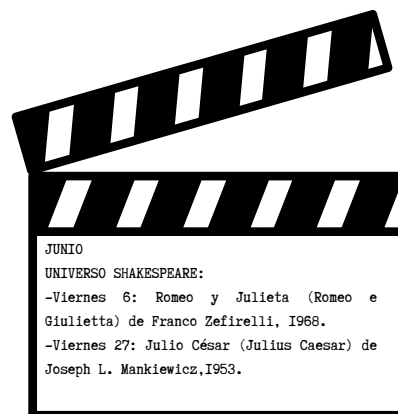 JUNIO
UNIVERSO SHAKESPEARE:
-Viernes 6: Romeo y Julieta (Romeo e
Giulietta) de Franco Zefirelli, I968.
-Viernes 27: Julio César (Julius Caesar) de
Joseph L. Mankiewicz,I953.